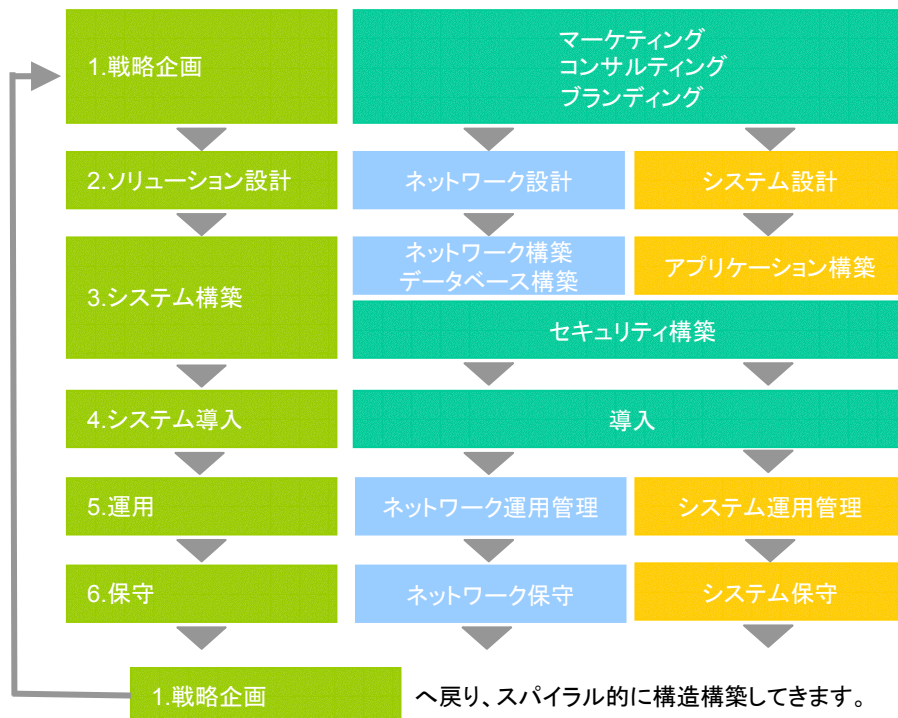 1.戦略企画
マーケティング
コンサルティング
ブランディング
2.ソリューション設計
ネットワーク設計
システム設計
3.システム構築
ネットワーク構築
データベース構築
アプリケーション構築
セキュリティ構築
4.システム導入
導入
5.運用
ネットワーク運用管理
システム運用管理
6.保守
ネットワーク保守
システム保守
1.戦略企画 へ戻り、スパイラル的に構造構築してきます。